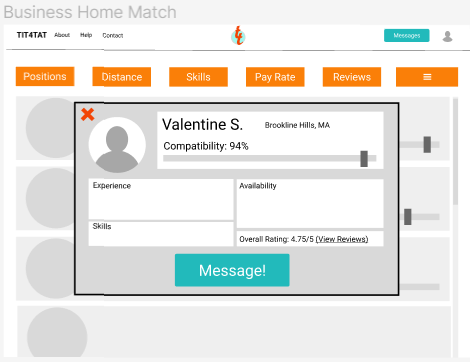 Business Home Match
TIT4TAT About Help Contact
Messages
Positions Distance Skills Pay Rate Reviews
Valentine S. Brookline Hills, MA
Compatibility: 94%
Experience
Availability
Skills
Overall Rating: 4.75/5 (View Reviews)
Message!